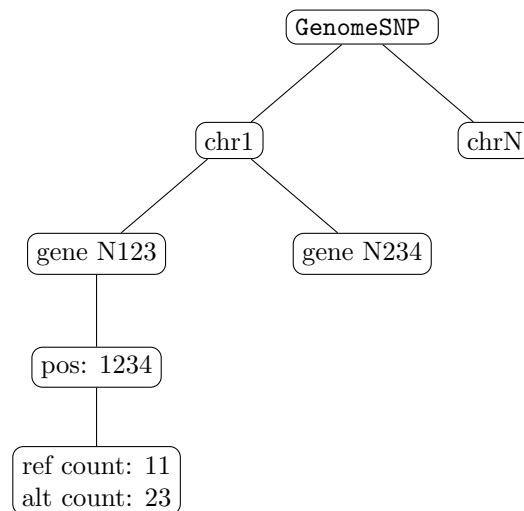 GenomeSNP
chr1
chrN
gene N123
gene N234
pos: 1234
ref count: 11
alt count: 23